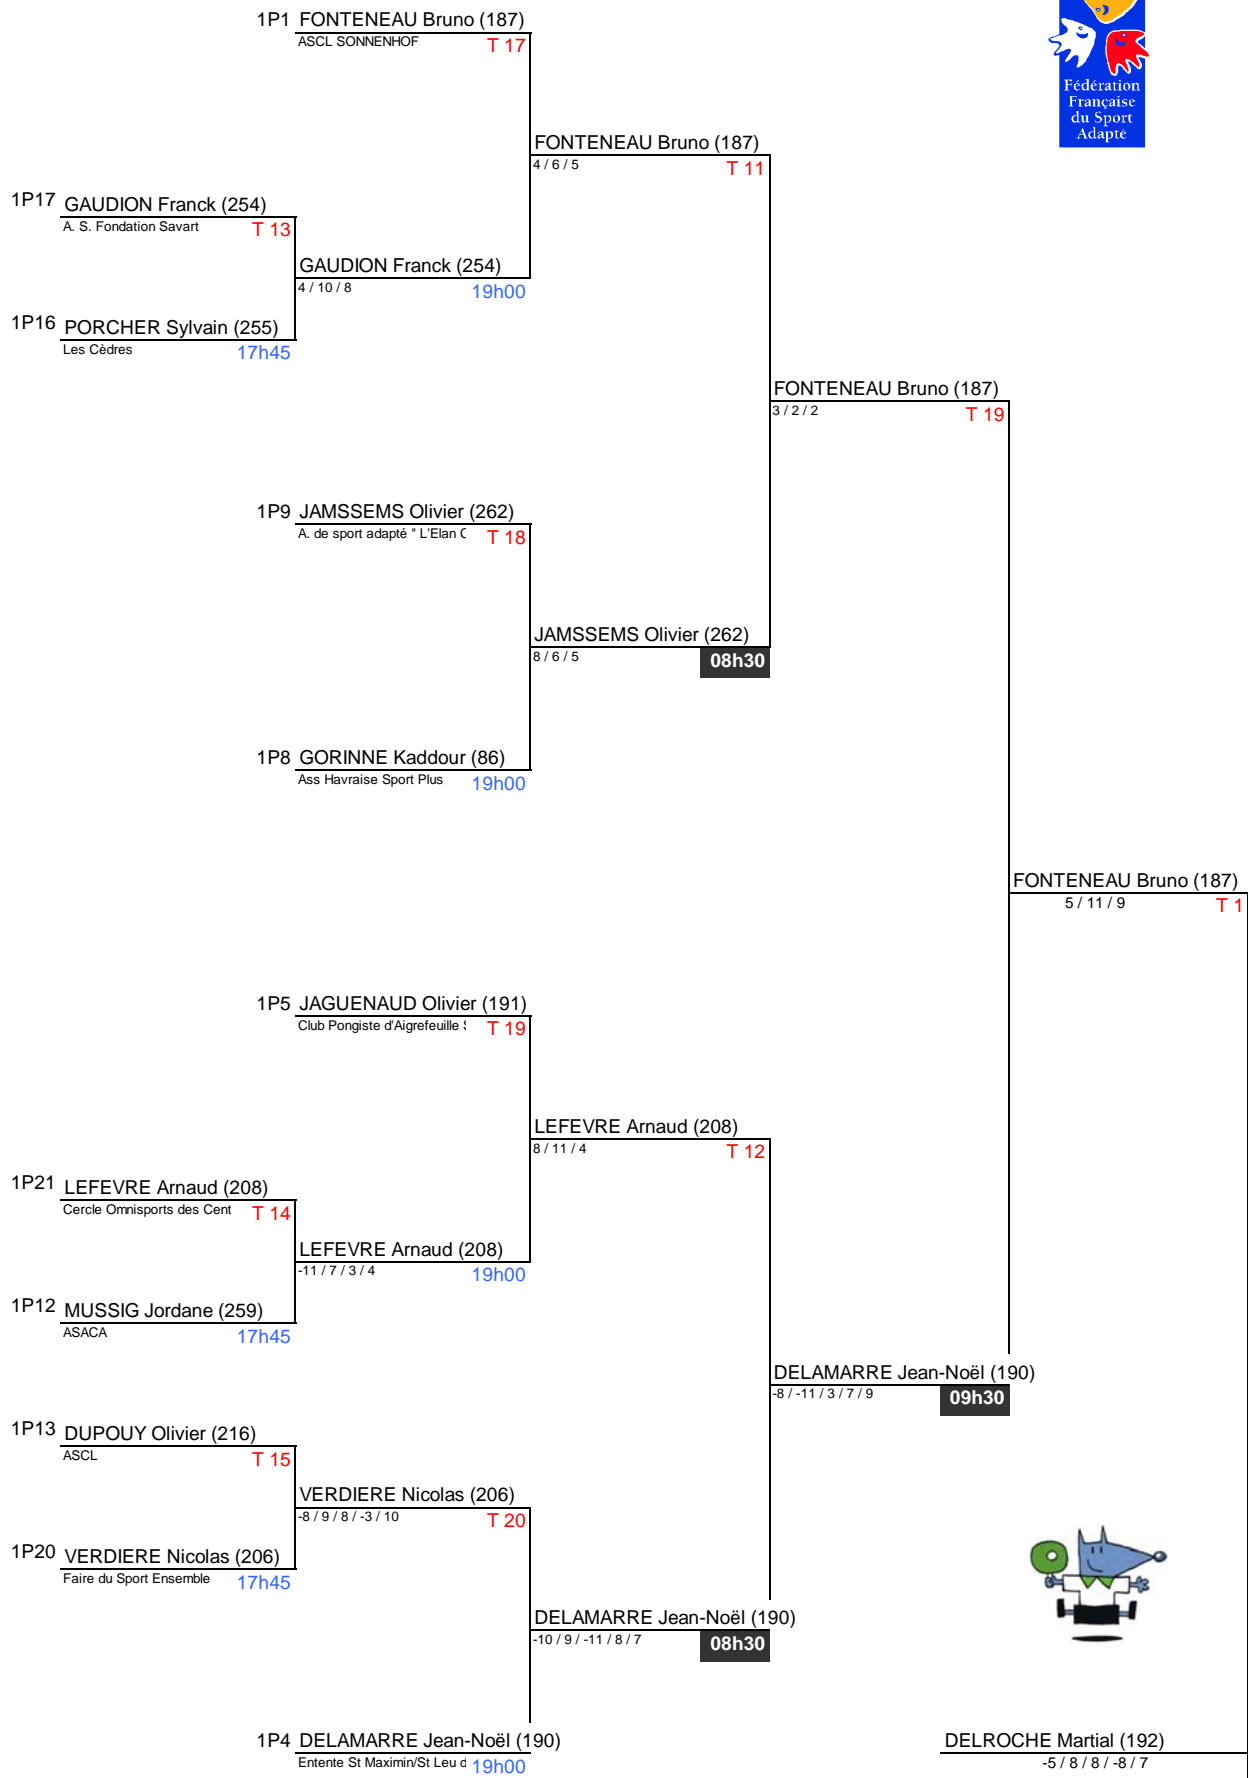 1P1 FONTENEAU Bruno (187)
ASCL SONNENHOF T 17
Fédération
Française
du Sport
Adapté
FONTENEAU Bruno (187)
4 / 6 / 5 T 11
1P17 GAUDION Franck (254)
A. S. Fondation Savart T 13
GAUDION Franck (254)
4 / 10 / 8 19h00
1P16 PORCHER Sylvain (255)
Les Cèdres 17h45
FONTENEAU Bruno (187)
3 / 2 / 2 T 19
1P9 JAMSSEMS Olivier (262)
A. de sport adapté " L'Elan C T 18
JAMSSEMS Olivier (262)
8 / 6 / 5 08h30
1P8 GORINNE Kaddour (86)
Ass Havraise Sport Plus 19h00
FONTENEAU Bruno (187)
5 / 11 / 9 T 1
1P5 JAGUENAUD Olivier (191)
Club Pongiste d'Aigrefeuille T 19
LEFEVRE Arnaud (208)
8 / 11 / 4 T 12
1P21 LEFEVRE Arnaud (208)
Cercle Omnisports des Cent T 14
LEFEVRE Arnaud (208)
-11 / 7 / 3 / 4 19h00
1P12 MUSSIG Jordane (259)
ASACA 17h45
DELAMARRE Jean-Noël (190)
-8 / -11 / 3 / 7 / 9 09h30
1P13 DUPOUY Olivier (216)
ASCL T 15
VERDIERE Nicolas (206)
-8 / 9 / 8 / -3 / 10 T 20
1P20 VERDIERE Nicolas (206)
Faire du Sport Ensemble 17h45
DELAMARRE Jean-Noël (190)
-10 / 9 / -11 / 8 / 7 08h30
1P4 DELAMARRE Jean-Noël (190)
Entente St Maximin/St Leu d 19h00
DELROCHE Martial (192)
-5 / 8 / 8 / -8 / 7